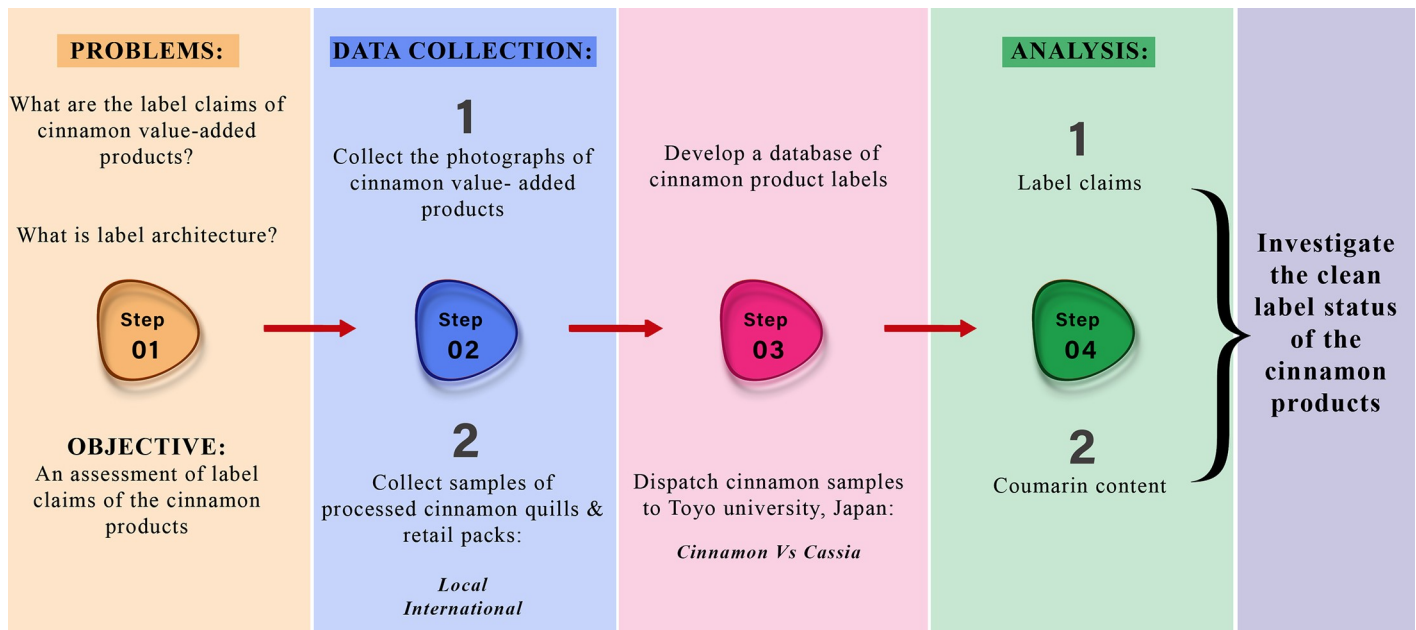 PROBLEMS:
What are the label claims of
cinnamon value-added
products?
What is label architecture?
Step
01
OBJECTIVE:
An assessment of label
claims of the cinnamon
products
DATA COLLECTION:
1
Collect the photographs of
cinnamon value- added
products
Step
02
2
Collect samples of
processed cinnamon quills &
retail packs:
Local
International
Develop a database of
cinnamon product labels
Step
03
Dispatch cinnamon samples
to Toyo university, Japan:
Cinnamon Vs Cassia
ANALYSIS:
1
Label claims
Step
04
2
Coumarin content
Investigate
the clean
label status
of the
cinnamon
products